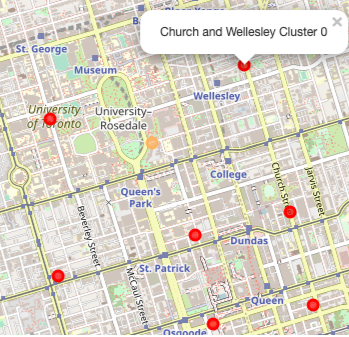 ×
Church and Wellesley Cluster 0
St. George
Museum
Wellesley
University
of Toronto
University–
Rosedale
College
Queen's
Park
Church Str
Jarvis Street
Beverley Street
Dundas
McCaul Street
St. Patrick
Queen
Osgoode